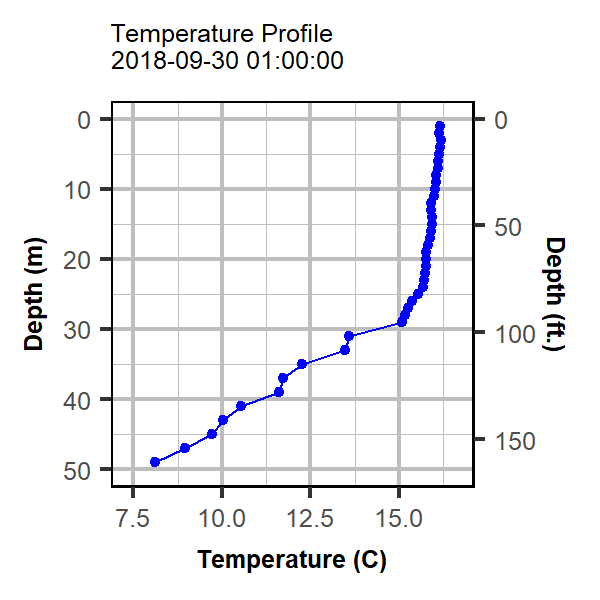 Temperature Profile
2018-09-30 01:00:00
0
10
20
30
40
50
Depth (m)
0
50
100
150
Depth (ft.)
7.5 10.0 12.5 15.0
Temperature (C)